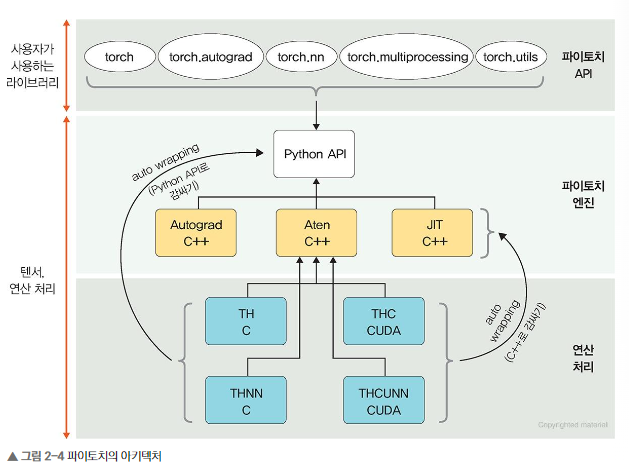 사용자가
사용하는
라이브러리
torch
torch.autograd
torch.nn
torch.multiprocessing
torch.utils
파이토치
API
텐서,
연산 처리
auto wrapping
(Python API로
감싸기)
Python API
Autograd
C++
Aten
C++
JIT
C++
파이토치
엔진
TH
C
THC
CUDA
THNN
C
THCUNN
CUDA
auto
wrapping
(C++로 감싸기)
연산
처리
Copyrighted material
▲ 그림 2-4 파이토치의 아키텍처